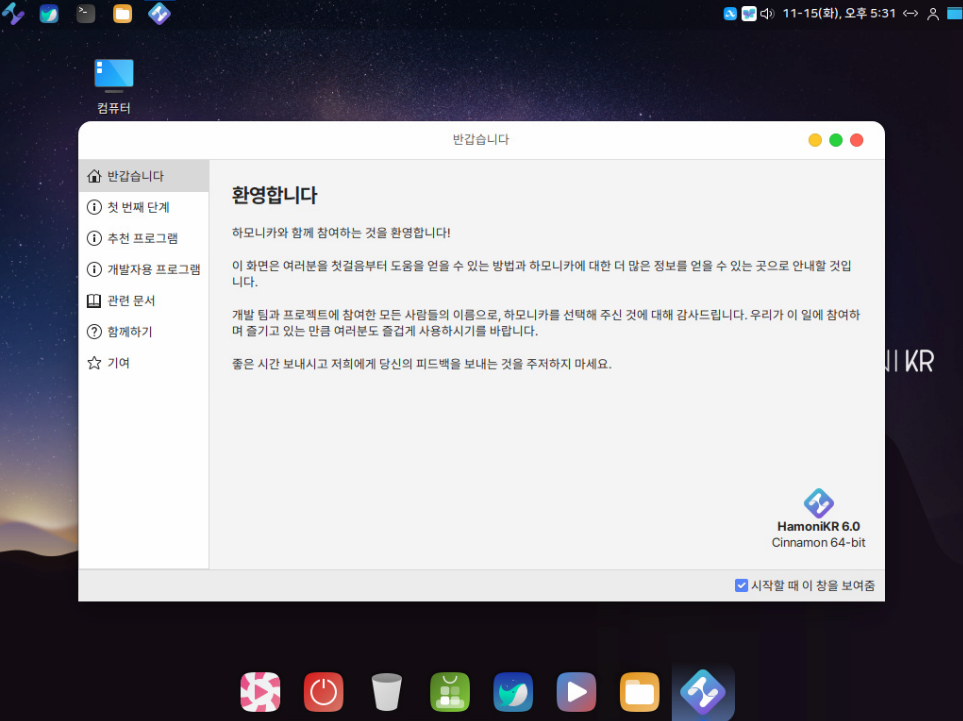 11-15(화), 오후 5:31
컴퓨터
반갑습니다
반갑습니다
첫 번째 단계
추천 프로그램
개발자용 프로그램
관련 문서
함께하기
기여
환영합니다
하모니카와 함께 참여하는 것을 환영합니다!
이 화면은 여러분을 첫걸음부터 도움을 얻을 수 있는 방법과 하모니카에 대한 더 많은 정보를 얻을 수 있는 곳으로 안내할 것입
니다.
개발 팀과 프로젝트에 참여한 모든 사람들의 이름으로, 하모니카를 선택해 주신 것에 대해 감사드립니다. 우리가 이 일에 참여하
며 즐기고 있는 만큼 여러분도 즐겁게 사용하시기를 바랍니다.
좋은 시간 보내시고 저희에게 당신의 피드백을 보내는 것을 주저하지 마세요.
KR
HamoniKR 6.0
Cinnamon 64-bit
시작할 때 이 창을 보여줌